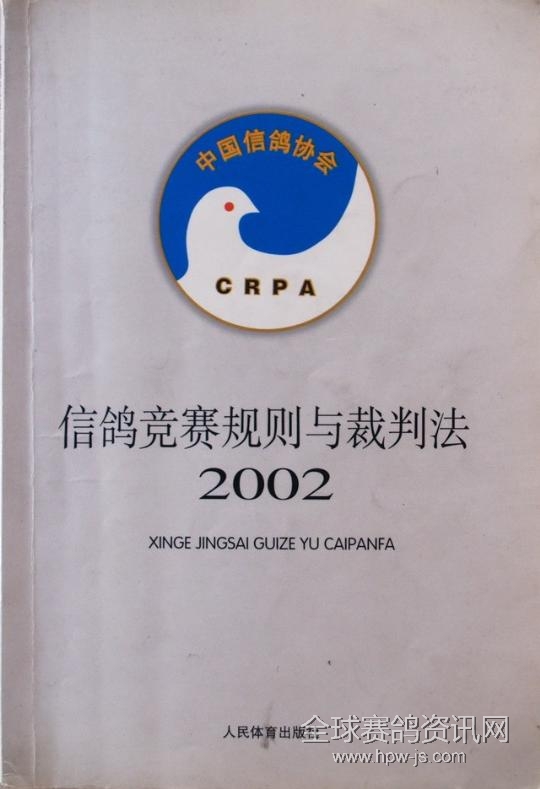 中国信鸽协会
CRPA
信鸽竞赛规则与裁判法
2002
XINGE JINGSAI GUIZE YU CAIPANFA
人民体育出版社
全球赛鸽资讯网
www.hpw-js.com